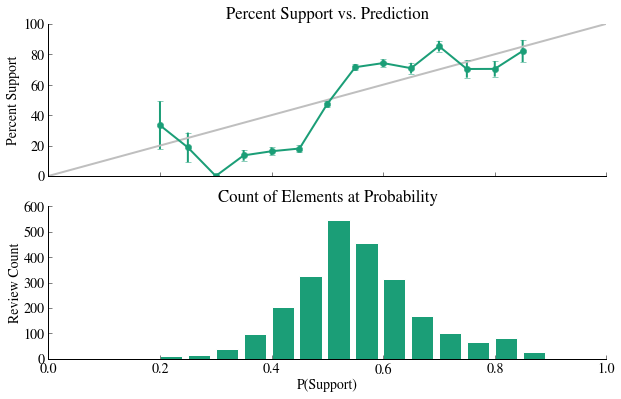 Percent Support vs. Prediction
100
80
60
40
20
0
Percent Support
Count of Elements at Probability
600
500
400
300
200
100
0
Review Count
0.0 0.2 0.4 0.6 0.8 1.0
P(Support)